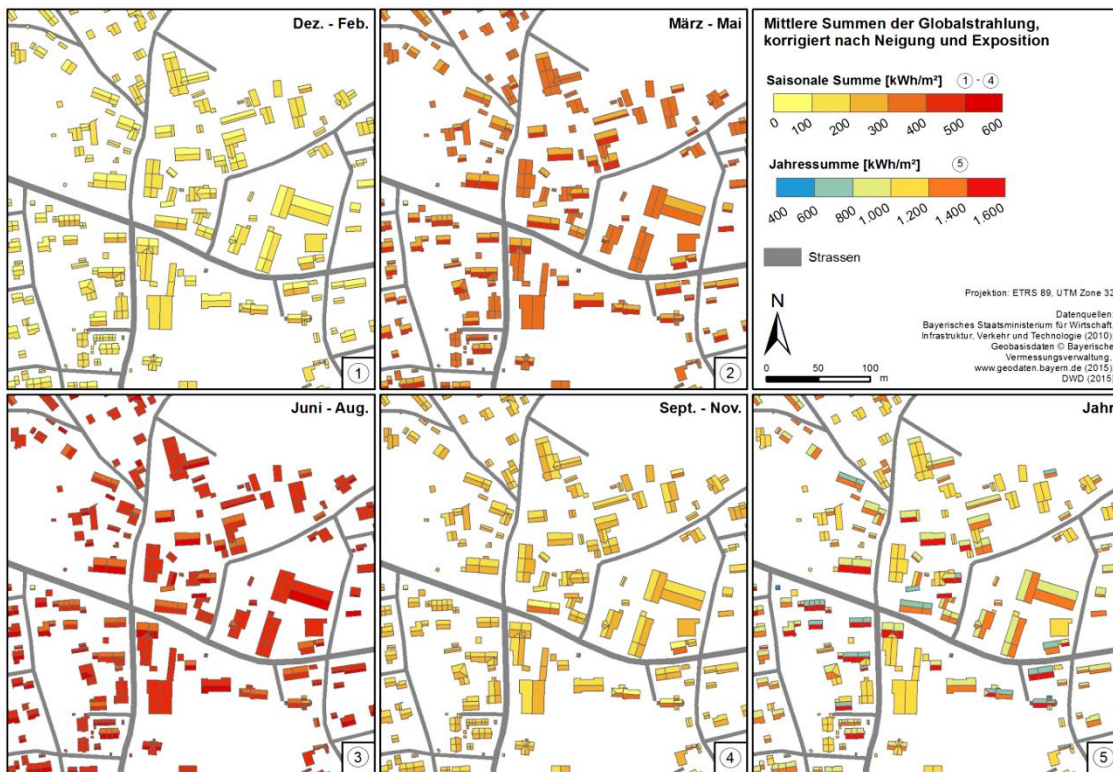 Dez. - Feb.
1
März - Mai
2
Mittlere Summen der Globalstrahlung,
korrigiert nach Neigung und Exposition
Saisonale Summe [kWh/m²] 1 - 4
0 100 200 300 400 500 600
Jahressumme [kWh/m²] 5
400 600 800 1.000 1.200 1.400 1.600
Strassen
N
0 50 100
m
Projektion: ETRS 89, UTM Zone 32
Datenquellen:
Bayerisches Staatsministerium für Wirtschaft
Infrastruktur, Verkehr und Technologie (2010);
Geobasisdaten © Bayerische
Vermessungsverwaltung,
www.geodaten.bayern.de (2015);
DWD (2015)
Juni - Aug.
3
Sept. - Nov.
4
Jahr
5